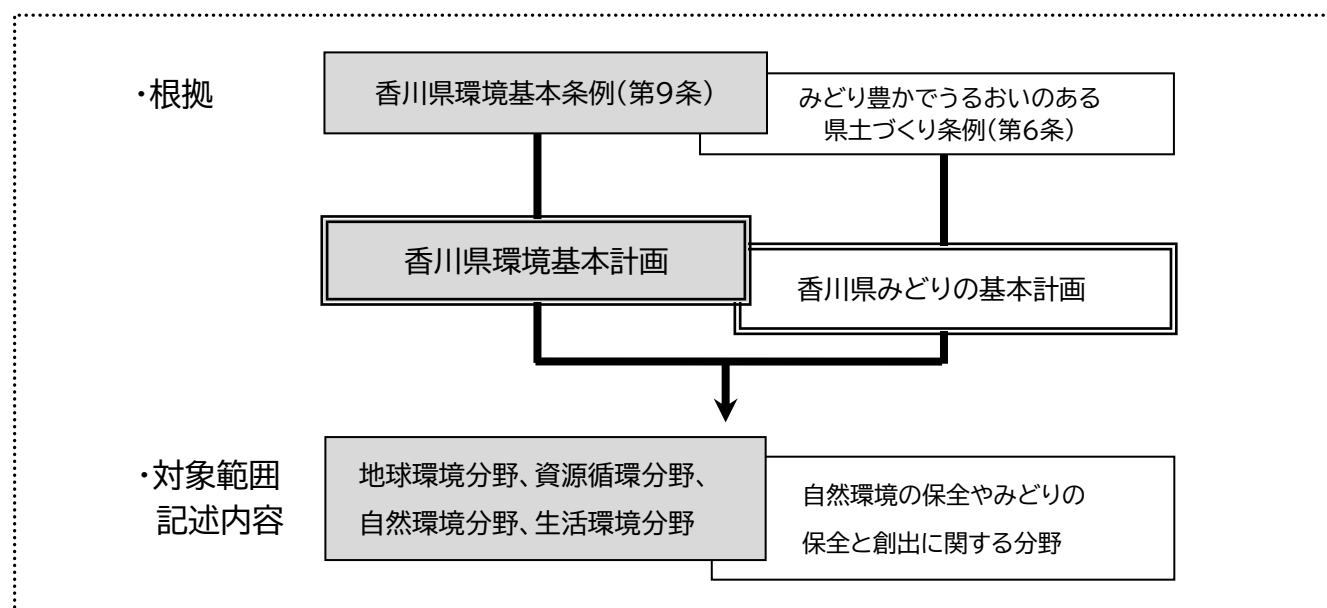 ・根拠
香川県環境基本条例(第9条)
みどり豊かでうるおいのある
県土づくり条例(第6条)
香川県環境基本計画
香川県みどりの基本計画
・対象範囲
記述内容
地球環境分野、資源循環分野、
自然環境分野、生活環境分野
自然環境の保全やみどりの
保全と創出に関する分野